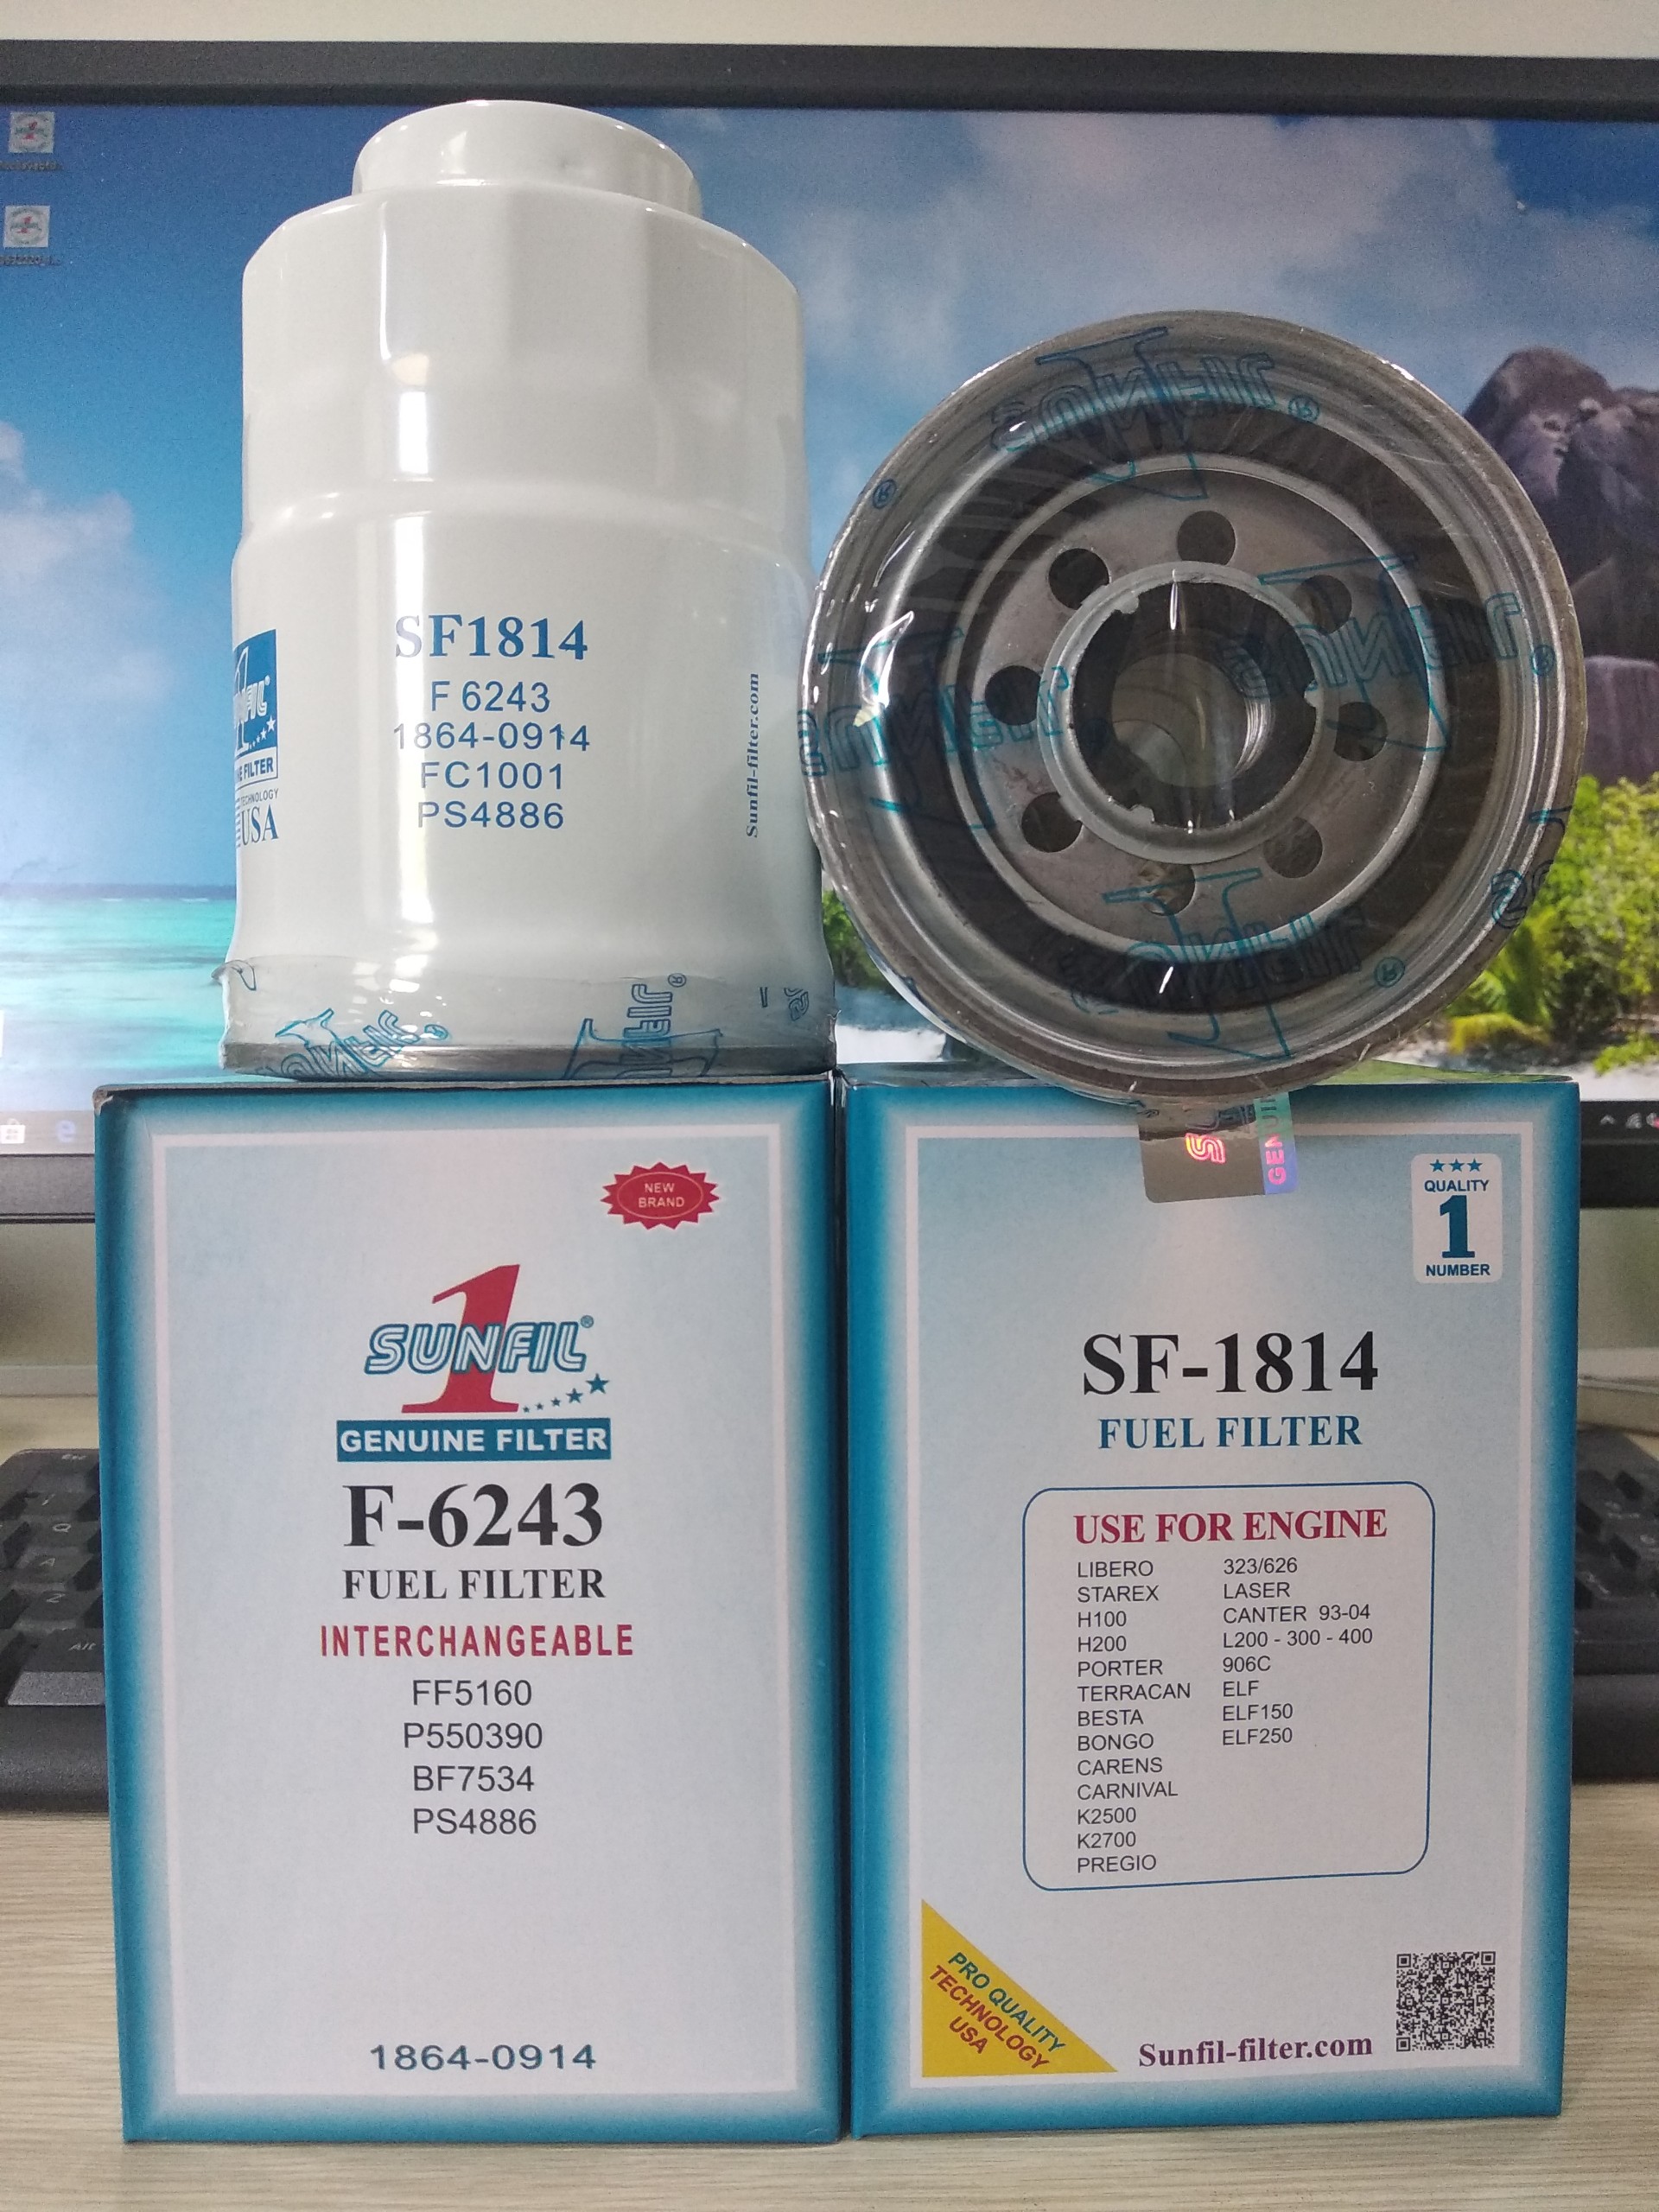 SF1814
F 6243
1864-0914
FC1001
PS4886
Sunfil-filter.com
TECHNOLOGY
USA
NEW
BRAND
1
SUNFIL®
GENUINE FILTER
F-6243
FUEL FILTER
INTERCHANGEABLE
FF5160
P550390
BF7534
PS4886
1864-0914
QUALITY
1
NUMBER
SF-1814
FUEL FILTER
USE FOR ENGINE
LIBERO 323/626
STAREX LASER
H100 CANTER 93-04
H200 L200 - 300 - 400
PORTER 906C
TERRACAN ELF
BESTA ELF150
BONGO ELF250
CARENS
CARNIVAL
K2500
K2700
PREGIO
PRO QUALITY
TECHNOLOGY
USA
Sunfil-filter.com